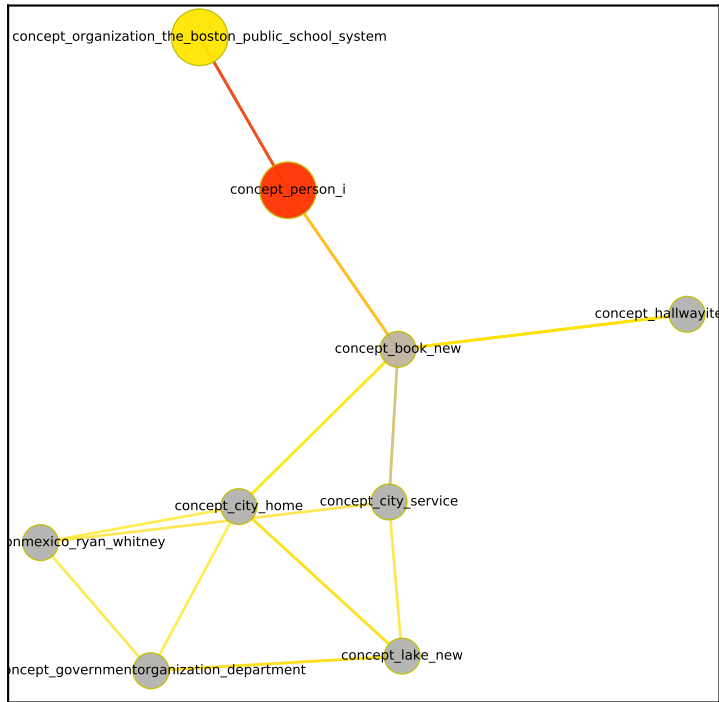 concept_organization_the_boston_public_school_system
concept_person_i
concept_hallwayite
concept_book_new
concept_city_service
concept_city_home
onmexico_ryan_whitney
concept_lake_new
oncept_governmentorganization_department